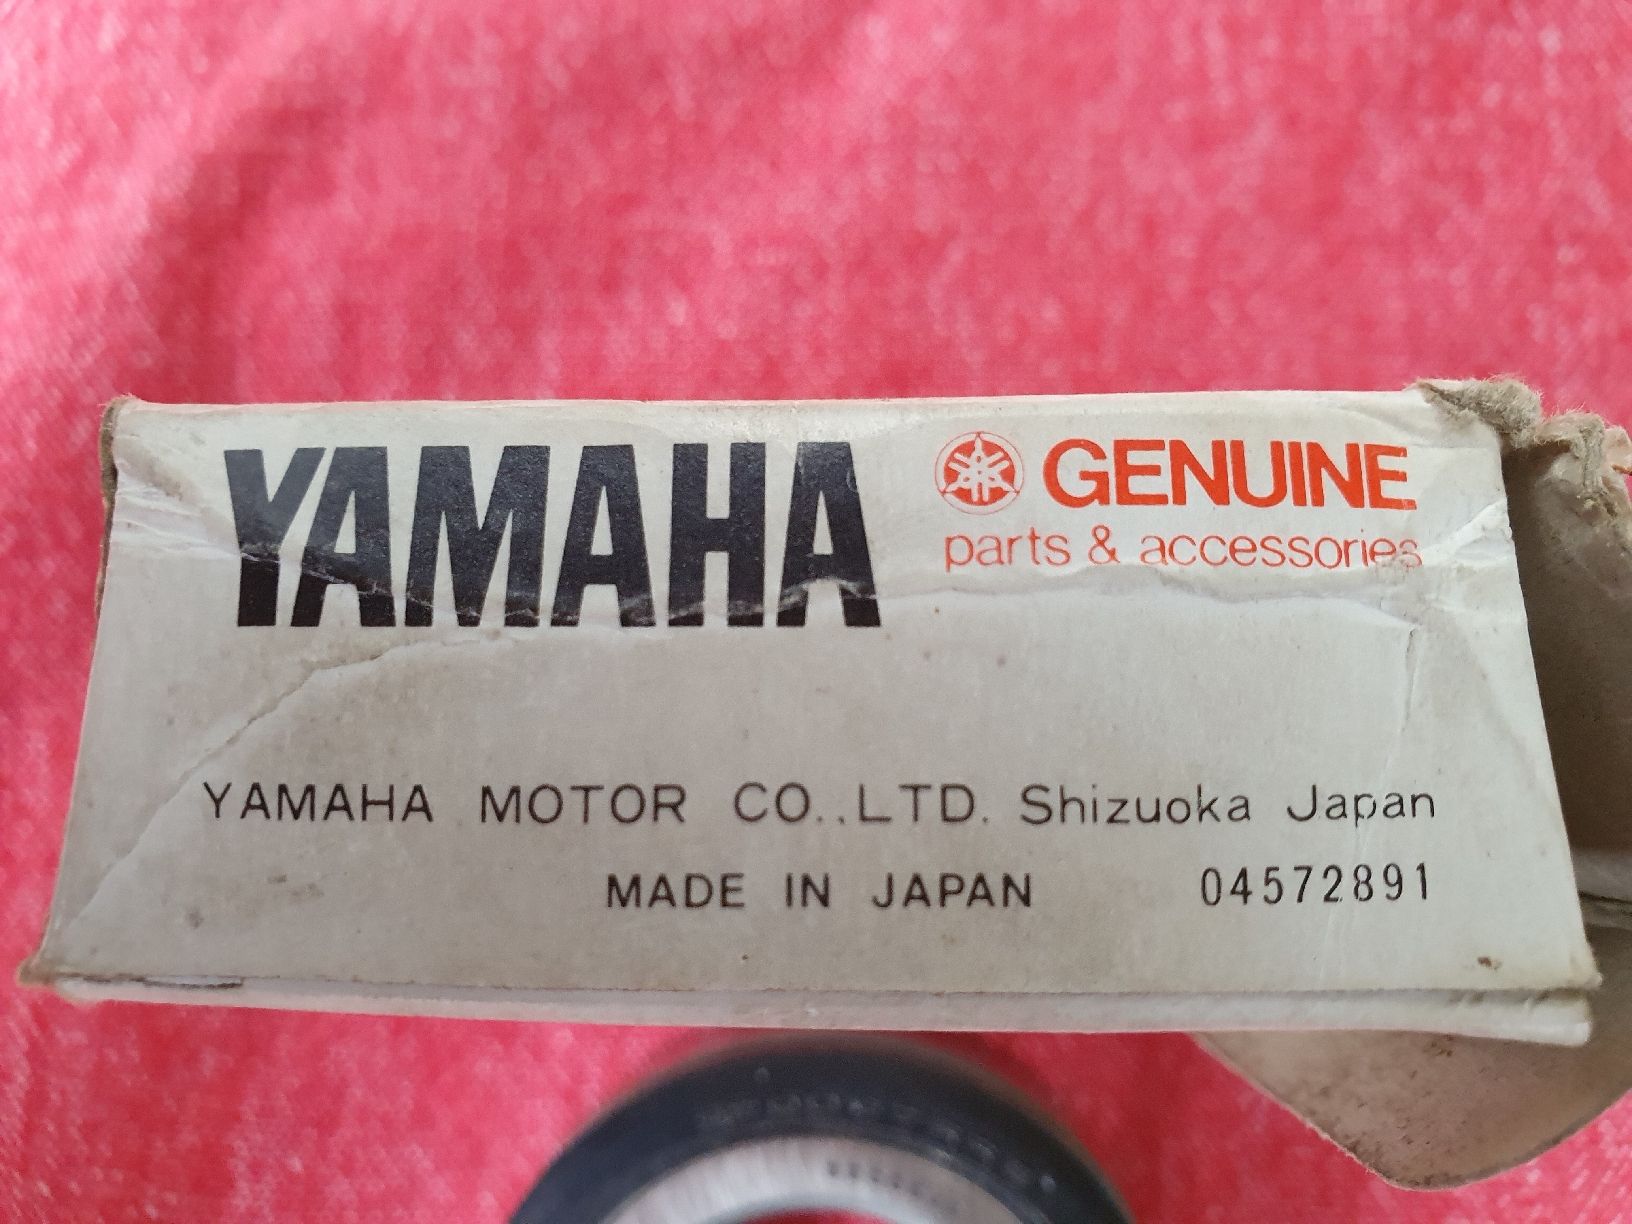 YAMAHA GENUINE
parts & accessories
YAMAHA MOTOR CO.,LTD. Shizuoka Japan
MADE IN JAPAN 04572891